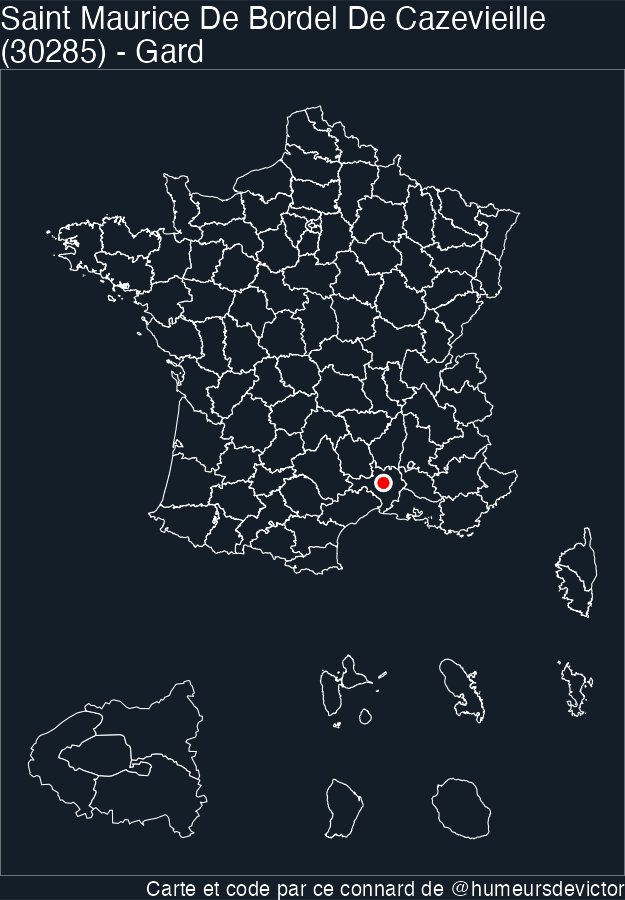 Saint Maurice De Bordel De Cazevieille
(30285) - Gard
Carte et code par ce connard de @humeursdevictor